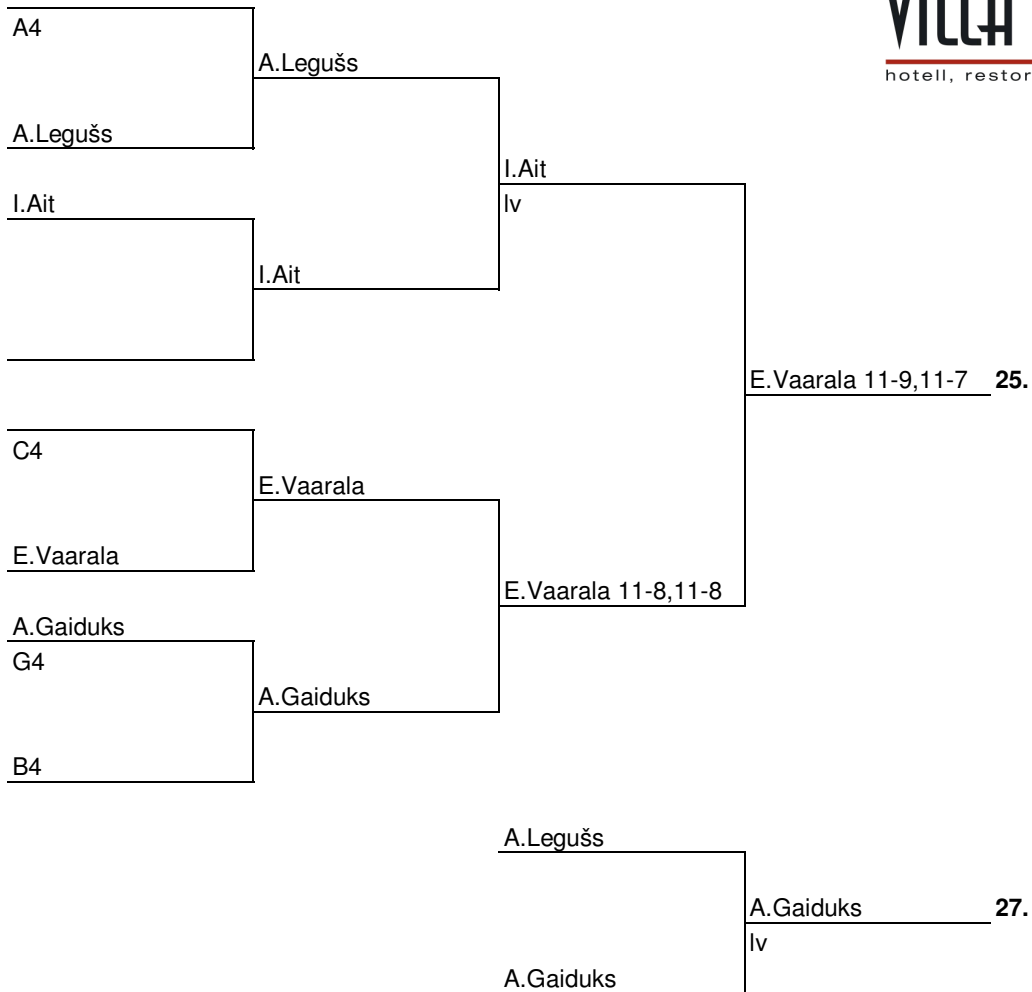 A4
VILLA
hotell, restor
A.Legušs
A.Legušs
I.Ait
I.Ait
lv
I.Ait
E.Vaarala 11-9,11-7 25.
C4
E.Vaarala
E.Vaarala
E.Vaarala 11-8,11-8
A.Gaiduks
G4
A.Gaiduks
B4
A.Legušs
A.Gaiduks 27.
lv
A.Gaiduks